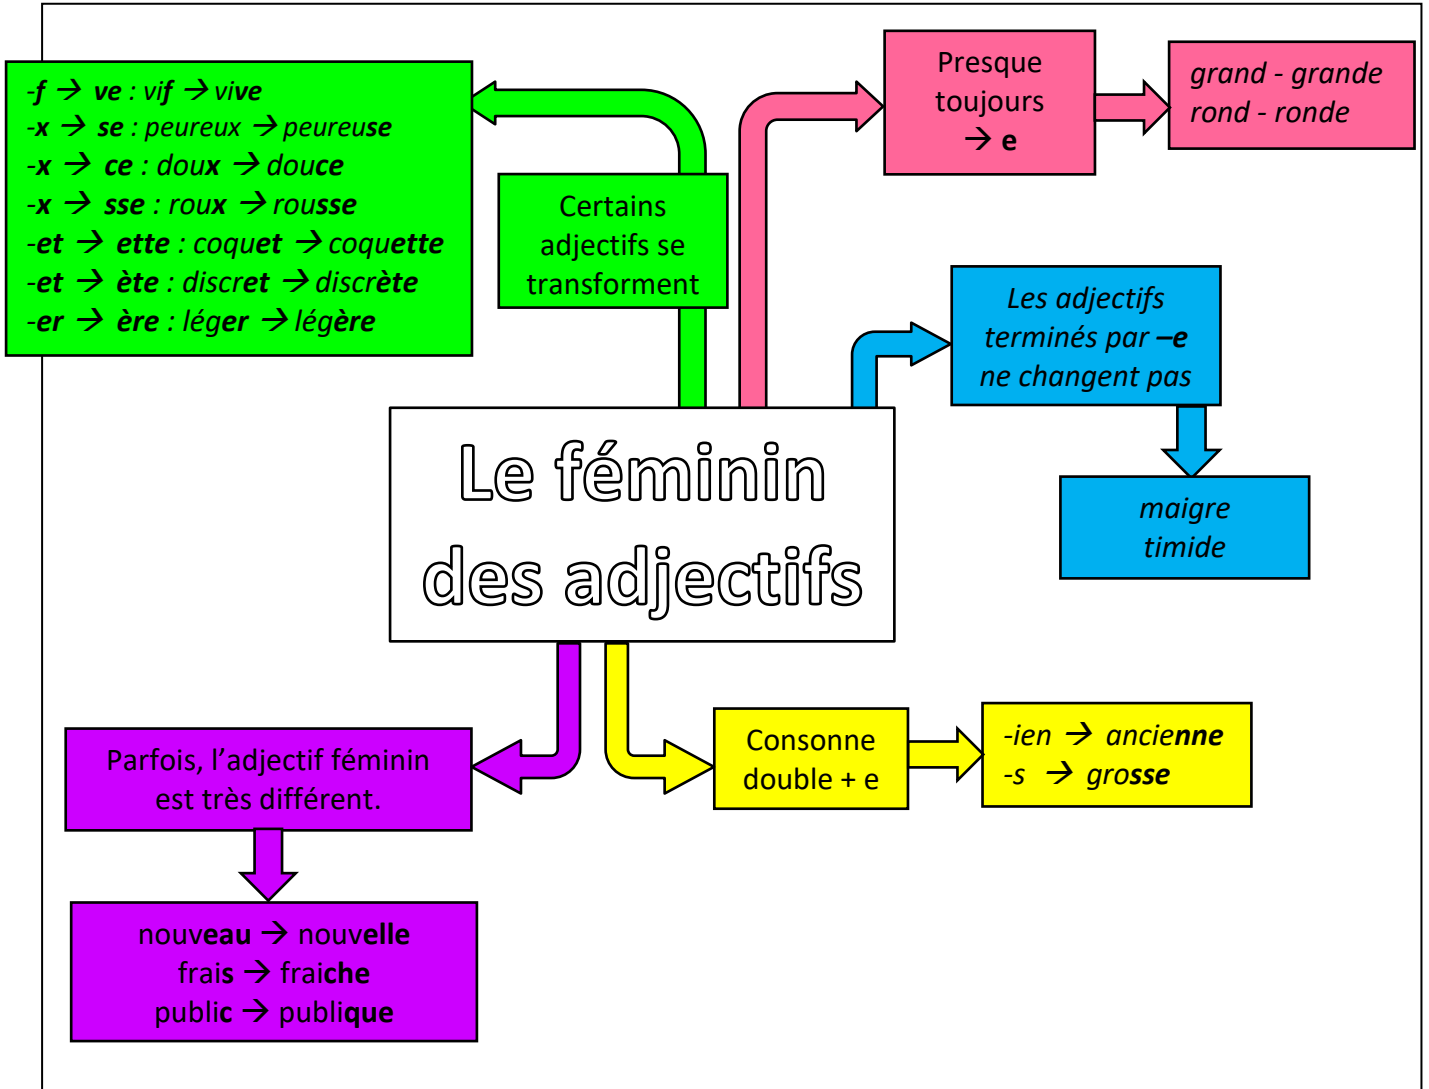 -f → ve : vif → vive
-x → se : peureux → peureuse
-x → ce : doux → douce
-x → sse : roux → rousse
-et → ette : coquet → coquette
-et → ète : discret → discrète
-er → ère : léger → légère
Certains
adjectifs se
transforment
Presque
toujours
→ e
grand - grande
rond - ronde
Les adjectifs
terminés par –e
ne changent pas
maigre
timide
Le féminin
des adjectifs
Parfois, l’adjectif féminin
est très différent.
nouveau → nouvelle
frais → fraiche
public → publique
Consonne
double + e
-ien → ancienne
-s → grosse